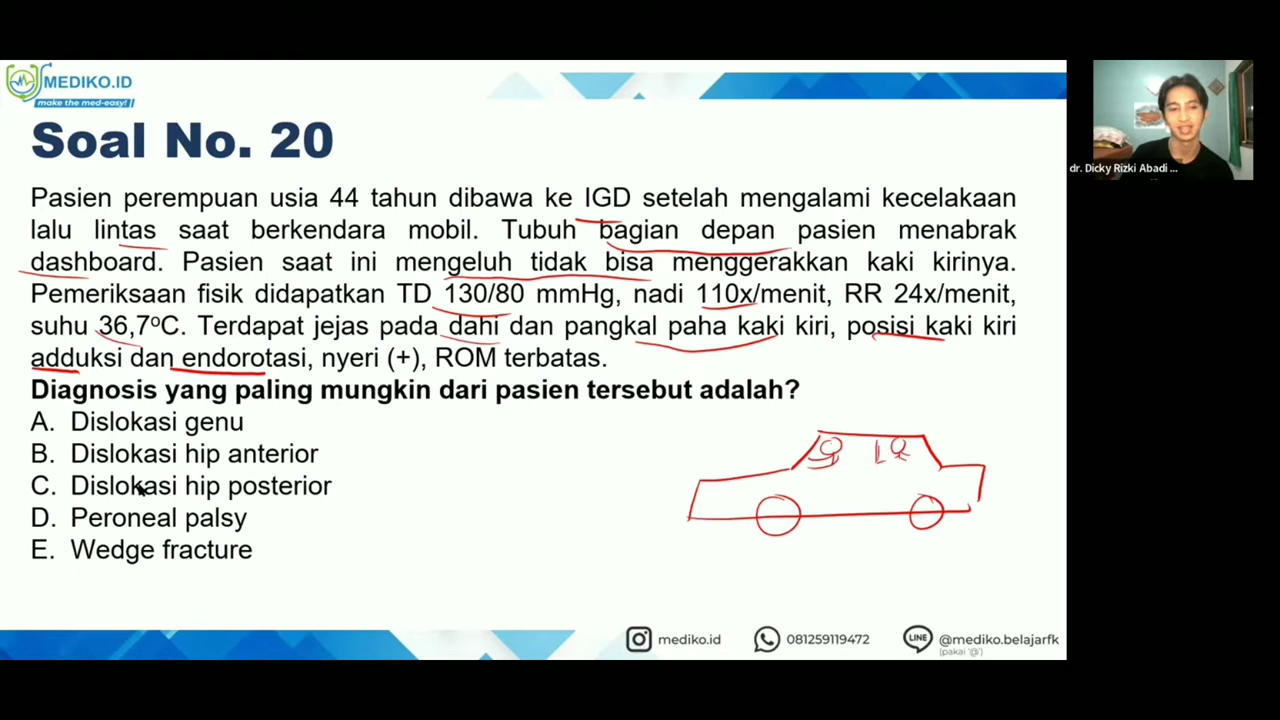 MEDIKO.ID
make the med-easy!
Soal No. 20
Pasien perempuan usia 44 tahun dibawa ke IGD setelah mengalami kecelakaan
lalu lintas saat berkendara mobil. Tubuh bagian depan pasien menabrak
dashboard. Pasien saat ini mengeluh tidak bisa menggerakkan kaki kirinya.
Pemeriksaan fisik didapatkan TD 130/80 mmHg, nadi 110x/menit, RR 24x/menit,
suhu 36,7ºC. Terdapat jejas pada dahi dan pangkal paha kaki kiri, posisi kaki kiri
adduksi dan endorotasi, nyeri (+), ROM terbatas.
Diagnosis yang paling mungkin dari pasien tersebut adalah?
A. Dislokasi genu
B. Dislokasi hip anterior
C. Dislokasi hip posterior
D. Peroneal palsy
E. Wedge fracture
dr. Dicky Rizki Abadi ...
mediko.id
081259119472
LINE
@mediko.belajarfk
(pakai '@')